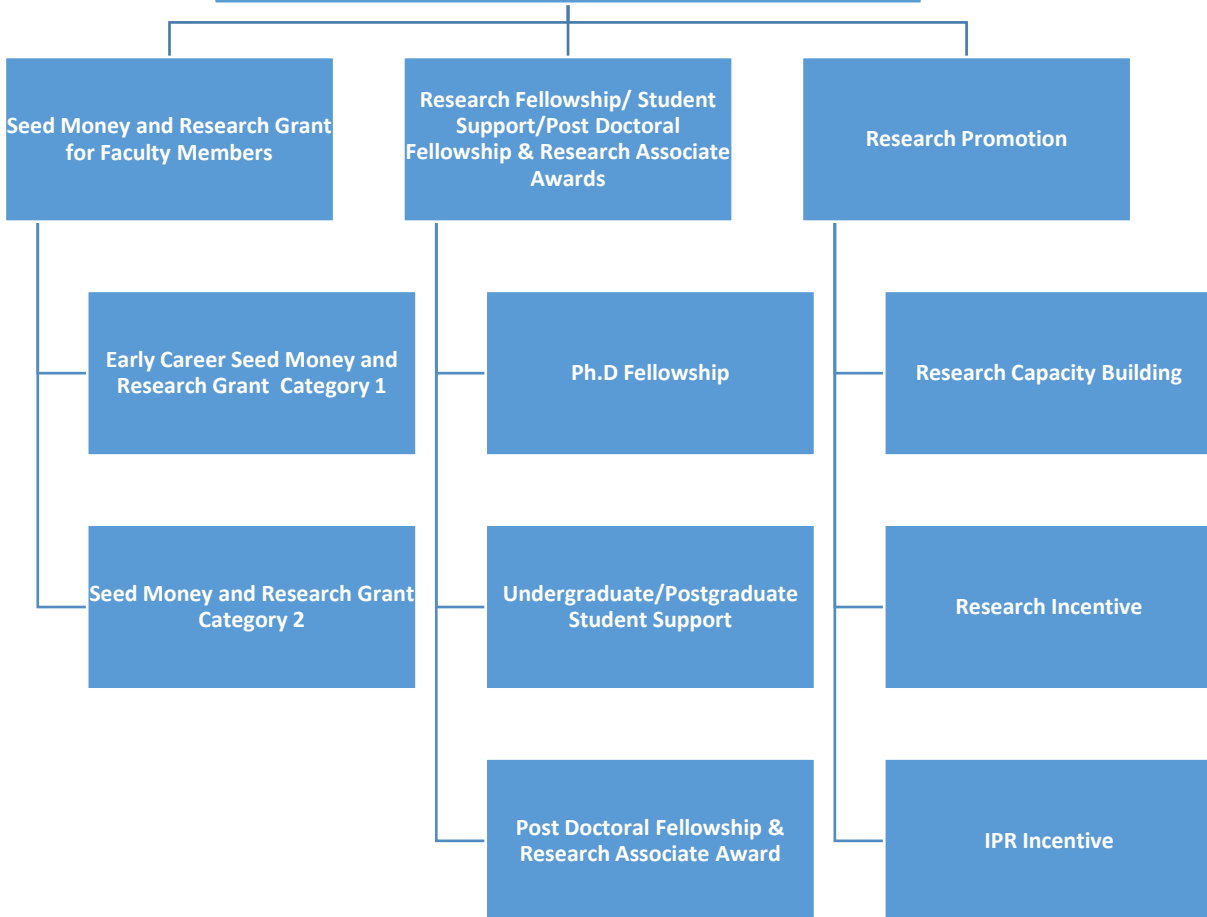 Seed Money and Research Grant
for Faculty Members
Research Fellowship/ Student
Support/Post Doctoral
Fellowship & Research Associate
Awards
Research Promotion
Early Career Seed Money and
Research Grant Category 1
Ph.D Fellowship
Research Capacity Building
Seed Money and Research Grant
Category 2
Undergraduate/Postgraduate
Student Support
Research Incentive
Post Doctoral Fellowship &
Research Associate Award
IPR Incentive